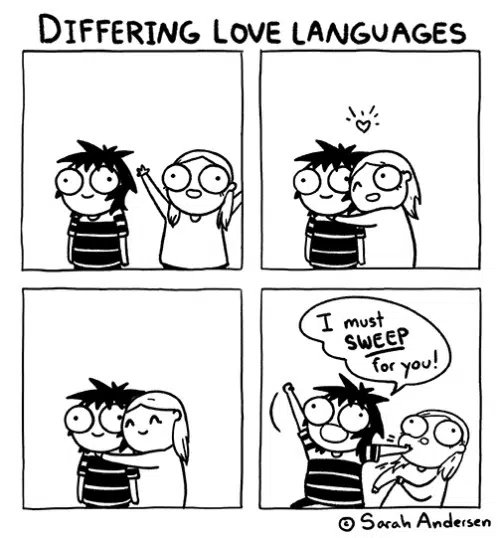 DIFFERING LOVE LANGUAGES
I must
SWEEP
for you!
© Sarah Andersen